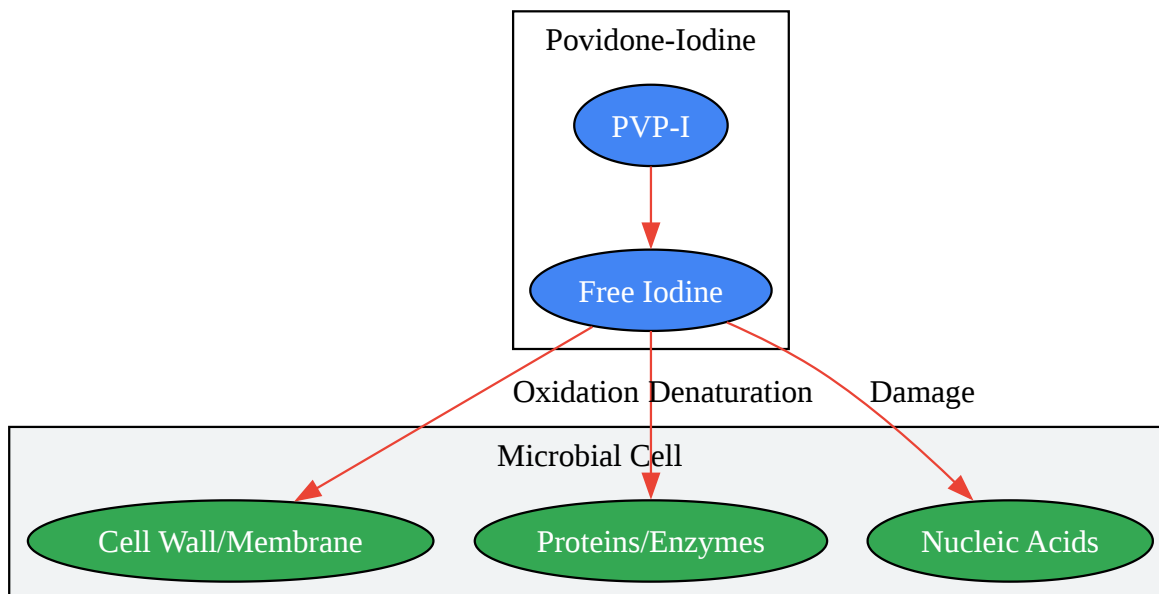 Povidone-Iodine
PVP-I
Free Iodine
Oxidation
Denaturation
Damage
Microbial Cell
Cell Wall/Membrane
Proteins/Enzymes
Nucleic Acids